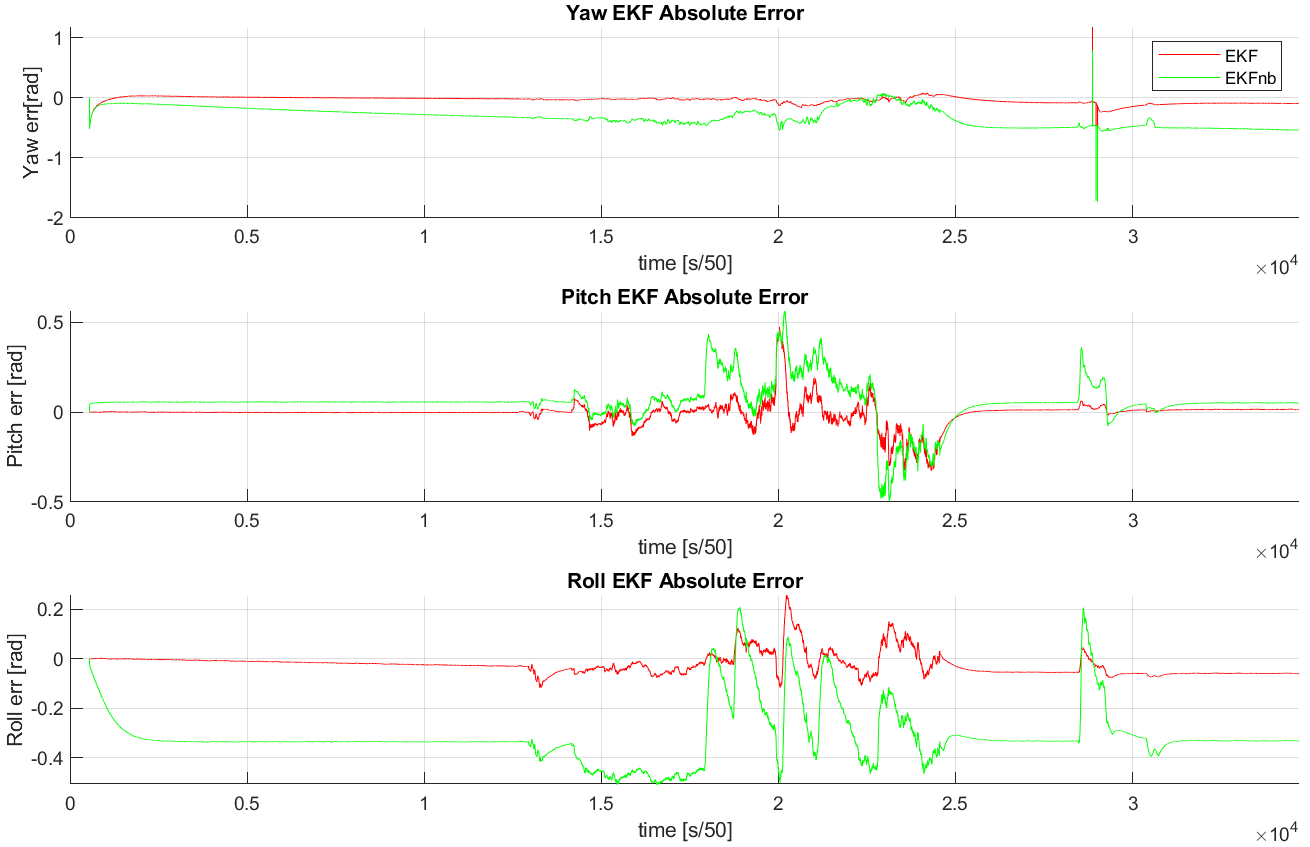 Yaw EKF Absolute Error
Yaw err[rad]
1
0
-1
-2
EKF
EKFnb
0 0.5 1 1.5 2 2.5 3
time [s/50]
×10^4
Pitch EKF Absolute Error
Pitch err [rad]
0.5
0
-0.5
0 0.5 1 1.5 2 2.5 3
time [s/50]
×10^4
Roll EKF Absolute Error
Roll err [rad]
0.2
0
-0.2
-0.4
0 0.5 1 1.5 2 2.5 3
time [s/50]
×10^4